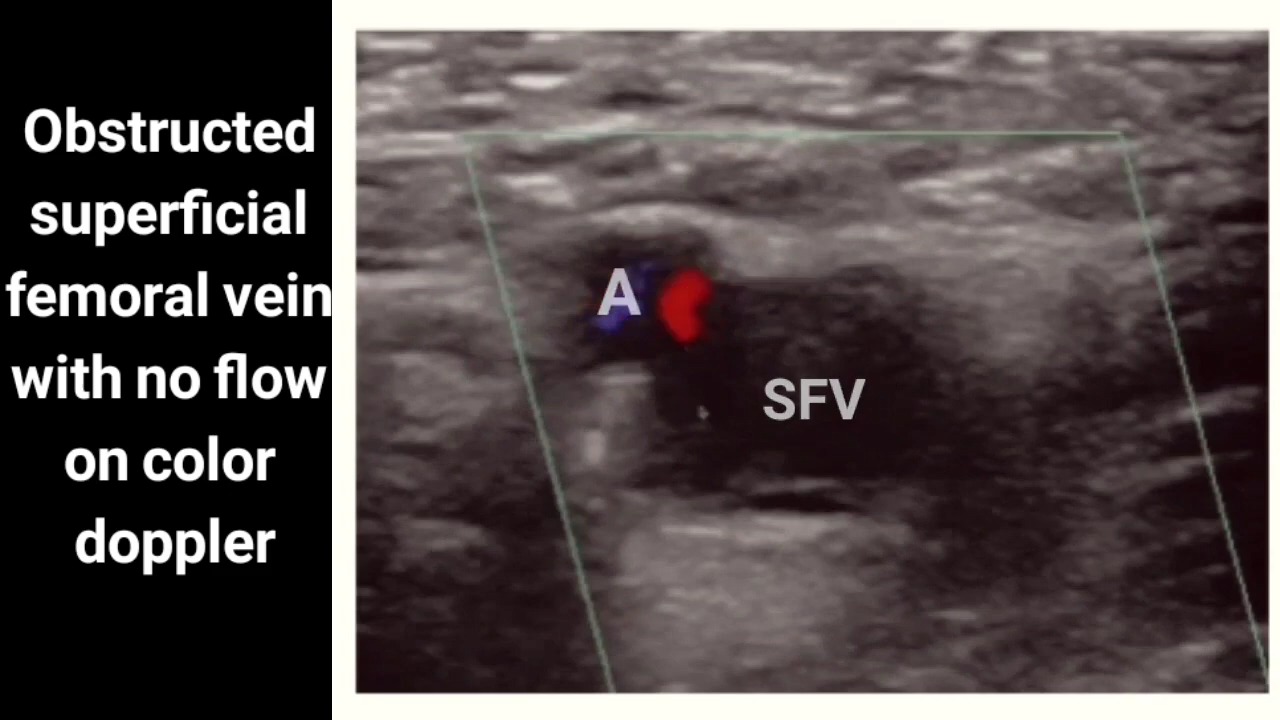 Obstructed
superficial
femoral vein
with no flow
on color
doppler
A
SFV